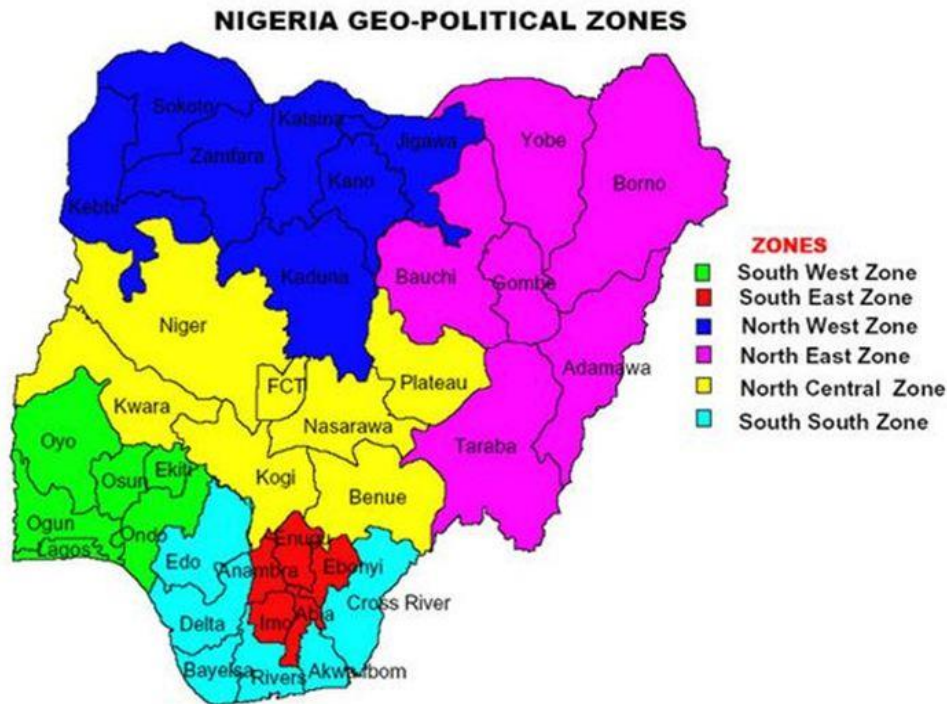 NIGERIA GEO-POLITICAL ZONES
Sokoto
Katsina
Jigawa
Yobe
Zamfara
Kano
Borno
Kebbi
Kaduna
Bauchi
Gombe
Niger
Adamawa
FCT
Plateau
Kwara
Nasarawa
Taraba
Oyo
Ekiti
Osun
Kogi
Benue
Ogun
Ondo
Lagos
Enugu
Edo
Anambra
Ebonyi
Cross River
Delta
Imo
Abia
Bayelsa
Rivers
Akwa-Ibom
ZONES
South West Zone
South East Zone
North West Zone
North East Zone
North Central Zone
South South Zone